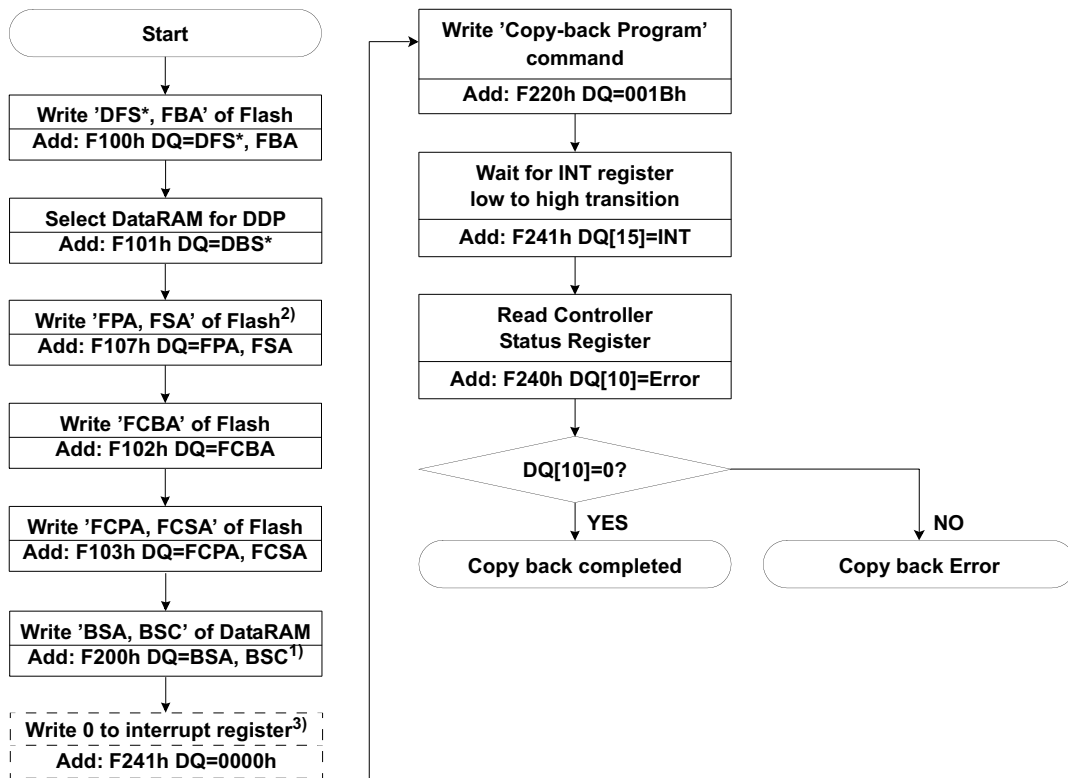 Start
Write ’DFS*, FBA’ of Flash
Add: F100h DQ=DFS*, FBA
Select DataRAM for DDP
Add: F101h DQ=DBS*
Write ’FPA, FSA’ of Flash2)
Add: F107h DQ=FPA, FSA
Write ’FCBA’ of Flash
Add: F102h DQ=FCBA
Write ’FCPA, FCSA’ of Flash
Add: F103h DQ=FCPA, FCSA
Write ’BSA, BSC’ of DataRAM
Add: F200h DQ=BSA, BSC1)
Write 0 to interrupt register3)
Add: F241h DQ=0000h
Write ’Copy-back Program’
command
Add: F220h DQ=001Bh
Wait for INT register
low to high transition
Add: F241h DQ[15]=INT
Read Controller
Status Register
Add: F240h DQ[10]=Error
DQ[10]=0?
YES
NO
Copy back completed
Copy back Error